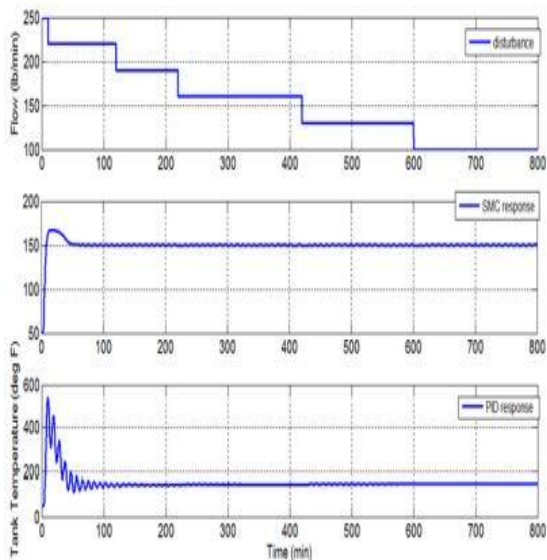 250
200
150
100
0 100 200 300 400 500 600 700 800
Flow (lb/min)
disturbance
200
150
100
50
0 100 200 300 400 500 600 700 800
SMC response
600
400
200
0
0 100 200 300 400 500 600 700 800
Tank Temperature (deg F)
PID response
Time (min)